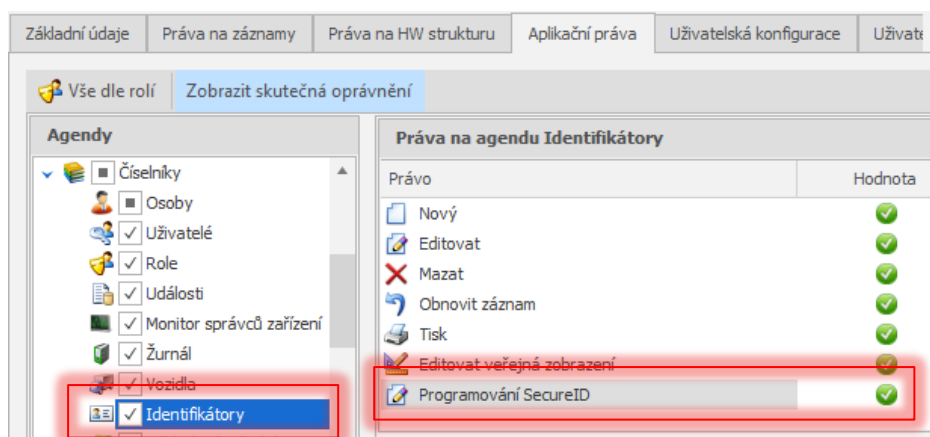 Základní údaje Práva na záznamy Práva na HW strukturu Aplikační práva Uživatelská konfigurace Uživate
Vše dle rolí Zobrazit skutečná oprávnění
Agendy
Číselníky
Osoby
Uživatelé
Role
Události
Monitor správců zařízení
Žurnál
Vozidla
Identifikátory
Práva na agendu Identifikátory
Právo Hodnota
Nový
Editovat
Mazat
Obnovit záznam
Tisk
Editovat veřejná zobrazení
Programování SecureID